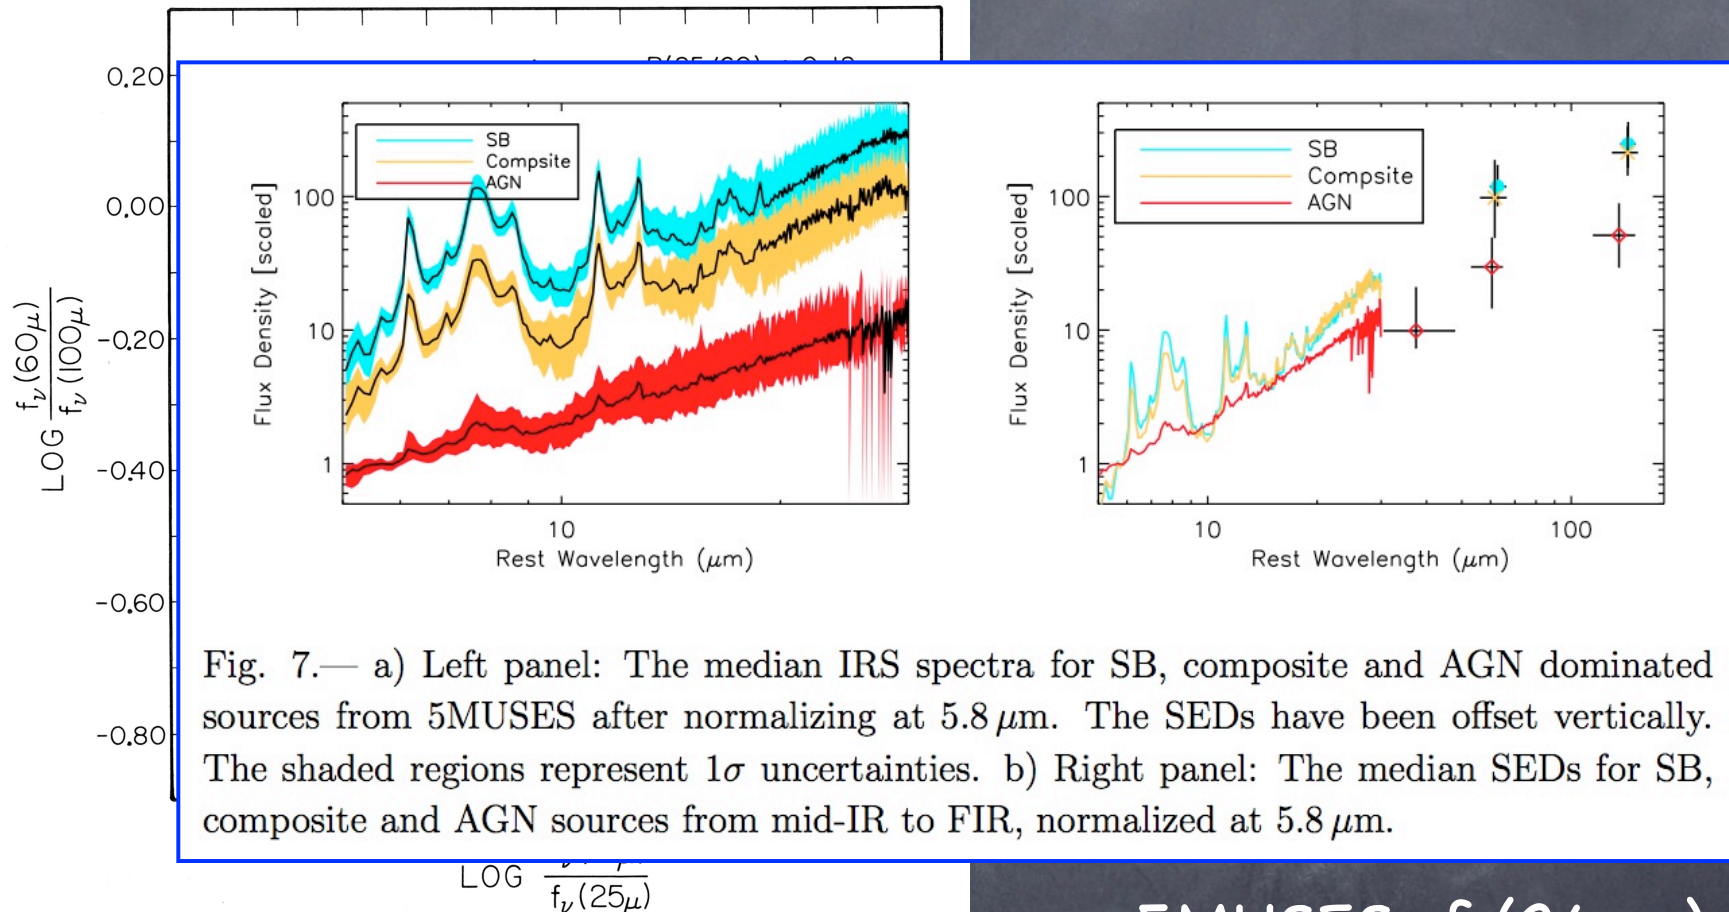 0.20
0.00
-0.20
-0.40
-0.60
-0.80
LOG fν(60μ)
fν(100μ)
SB
Compsite
AGN
100
10
1
Flux Density [scaled]
10
Rest Wavelength (μm)
SB
Composite
AGN
100
10
1
Flux Density [scaled]
10 100
Rest Wavelength (μm)
Fig. 7.— a) Left panel: The median IRS spectra for SB, composite and AGN dominated
sources from 5MUSES after normalizing at 5.8 μm. The SEDs have been offset vertically.
The shaded regions represent 1σ uncertainties. b) Right panel: The median SEDs for SB,
composite and AGN sources from mid-IR to FIR, normalized at 5.8 μm.
LOG
fν(25μ)